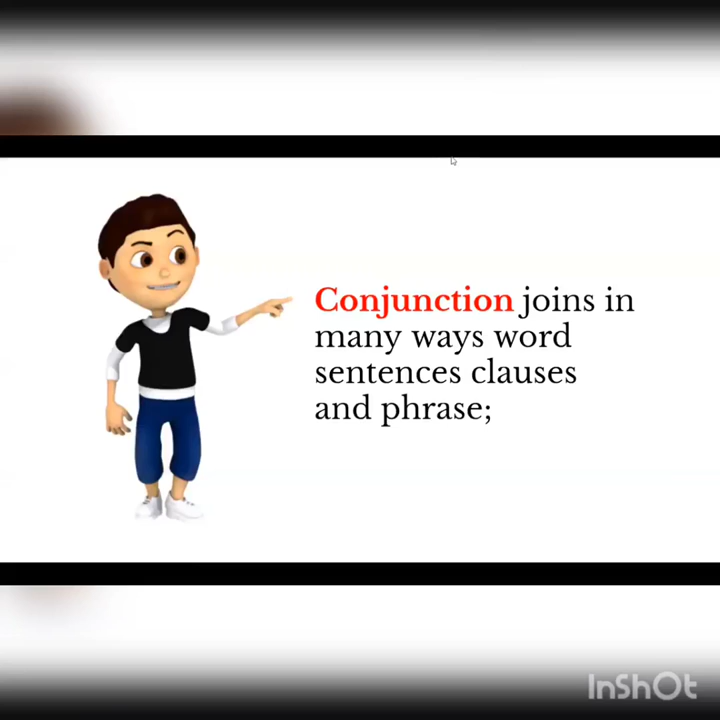 Conjunction joins in
many ways word
sentences clauses
and phrase;
InShOt